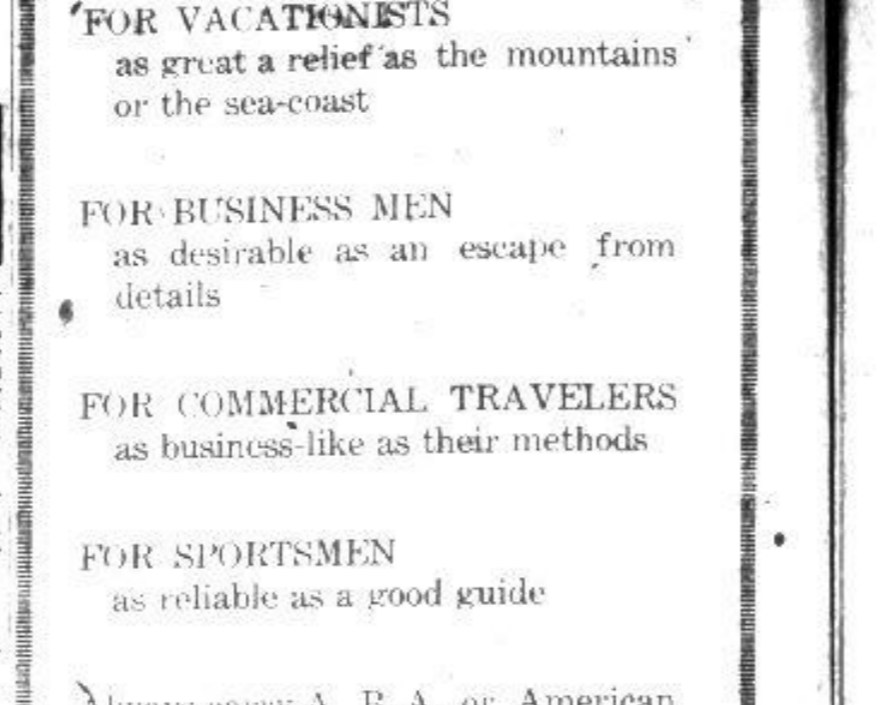 FOR VACATIONISTS
as great a relief as the mountains
or the sea-coast
FOR BUSINESS MEN
as desirable as an escape from
details
FOR COMMERCIAL TRAVELERS
as business-like as their methods
FOR SPORTSMEN
as reliable as a good guide
A. B. A. or American